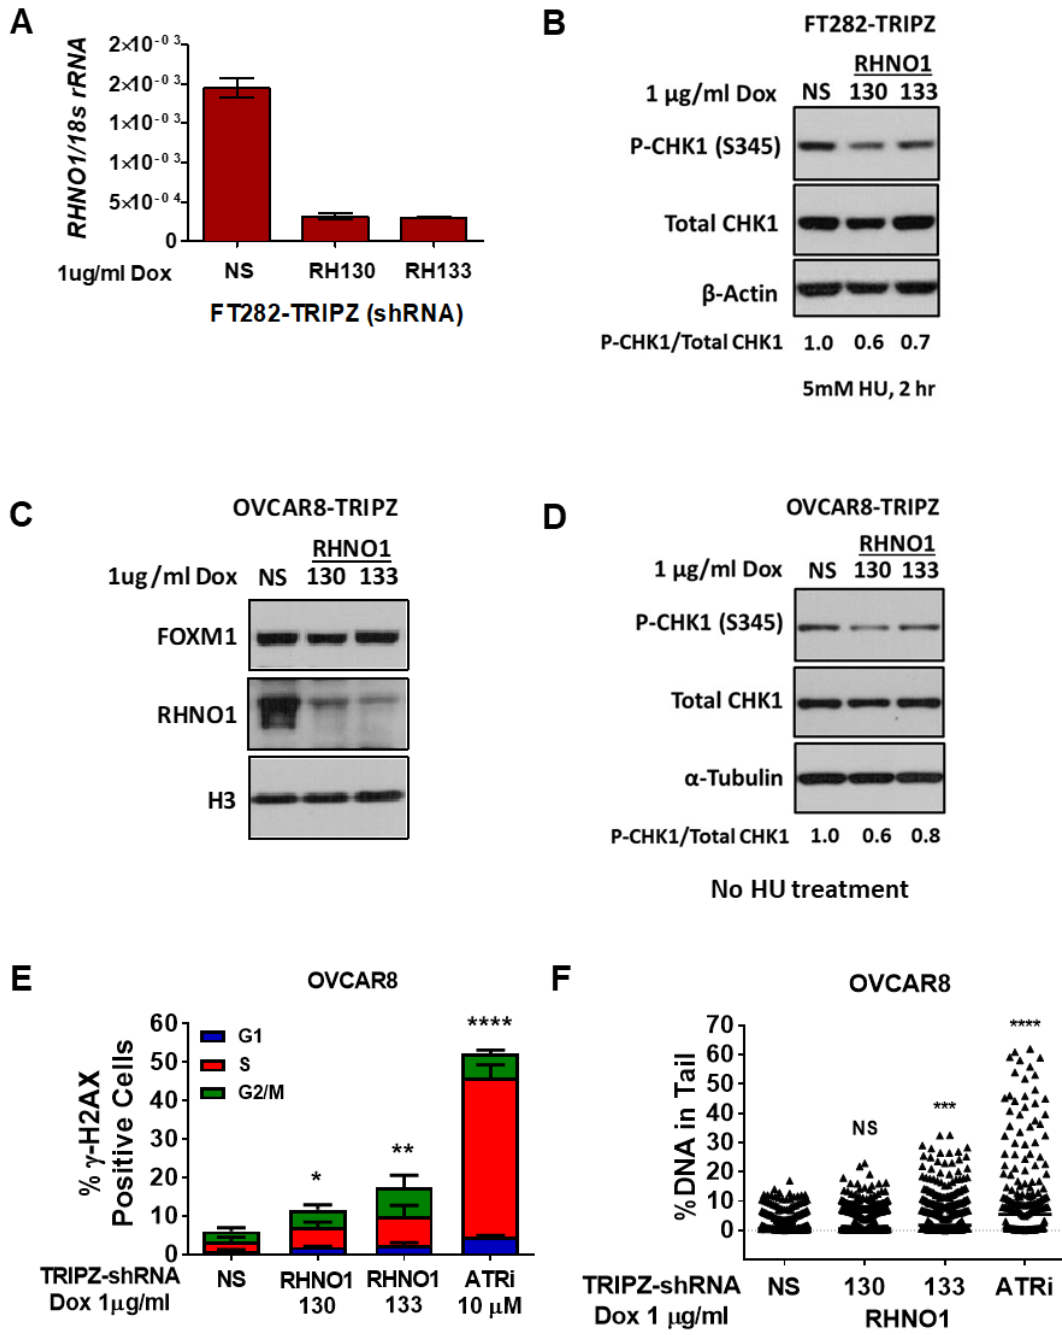 A
RHNO1/18s rRNA
2×10⁻⁰³
2×10⁻⁰³
1×10⁻⁰³
1×10⁻⁰³
5×10⁻⁰⁴
0
1ug/ml Dox NS RH130 RH133
FT282-TRIPZ (shRNA)
B
FT282-TRIPZ
RHNO1
1 µg/ml Dox NS 130 133
P-CHK1 (S345)
Total CHK1
β-Actin
P-CHK1/Total CHK1 1.0 0.6 0.7
5mM HU, 2 hr
C
OVCAR8-TRIPZ
RHNO1
1ug/ml Dox NS 130 133
FOXM1
RHNO1
H3
D
OVCAR8-TRIPZ
RHNO1
1 µg/ml Dox NS 130 133
P-CHK1 (S345)
Total CHK1
α-Tubulin
P-CHK1/Total CHK1 1.0 0.6 0.8
No HU treatment
E
OVCAR8
% γ-H2AX
Positive Cells
60
50
40
30
20
10
0
G1
S
G2/M
*
**
****
TRIPZ-shRNA NS RHNO1 RHNO1 ATRi
Dox 1µg/ml 130 133 10 µM
F
OVCAR8
%DNA in Tail
70
60
50
40
30
20
10
0
NS
***
****
TRIPZ-shRNA NS 130 133 ATRi
Dox 1 µg/ml RHNO1